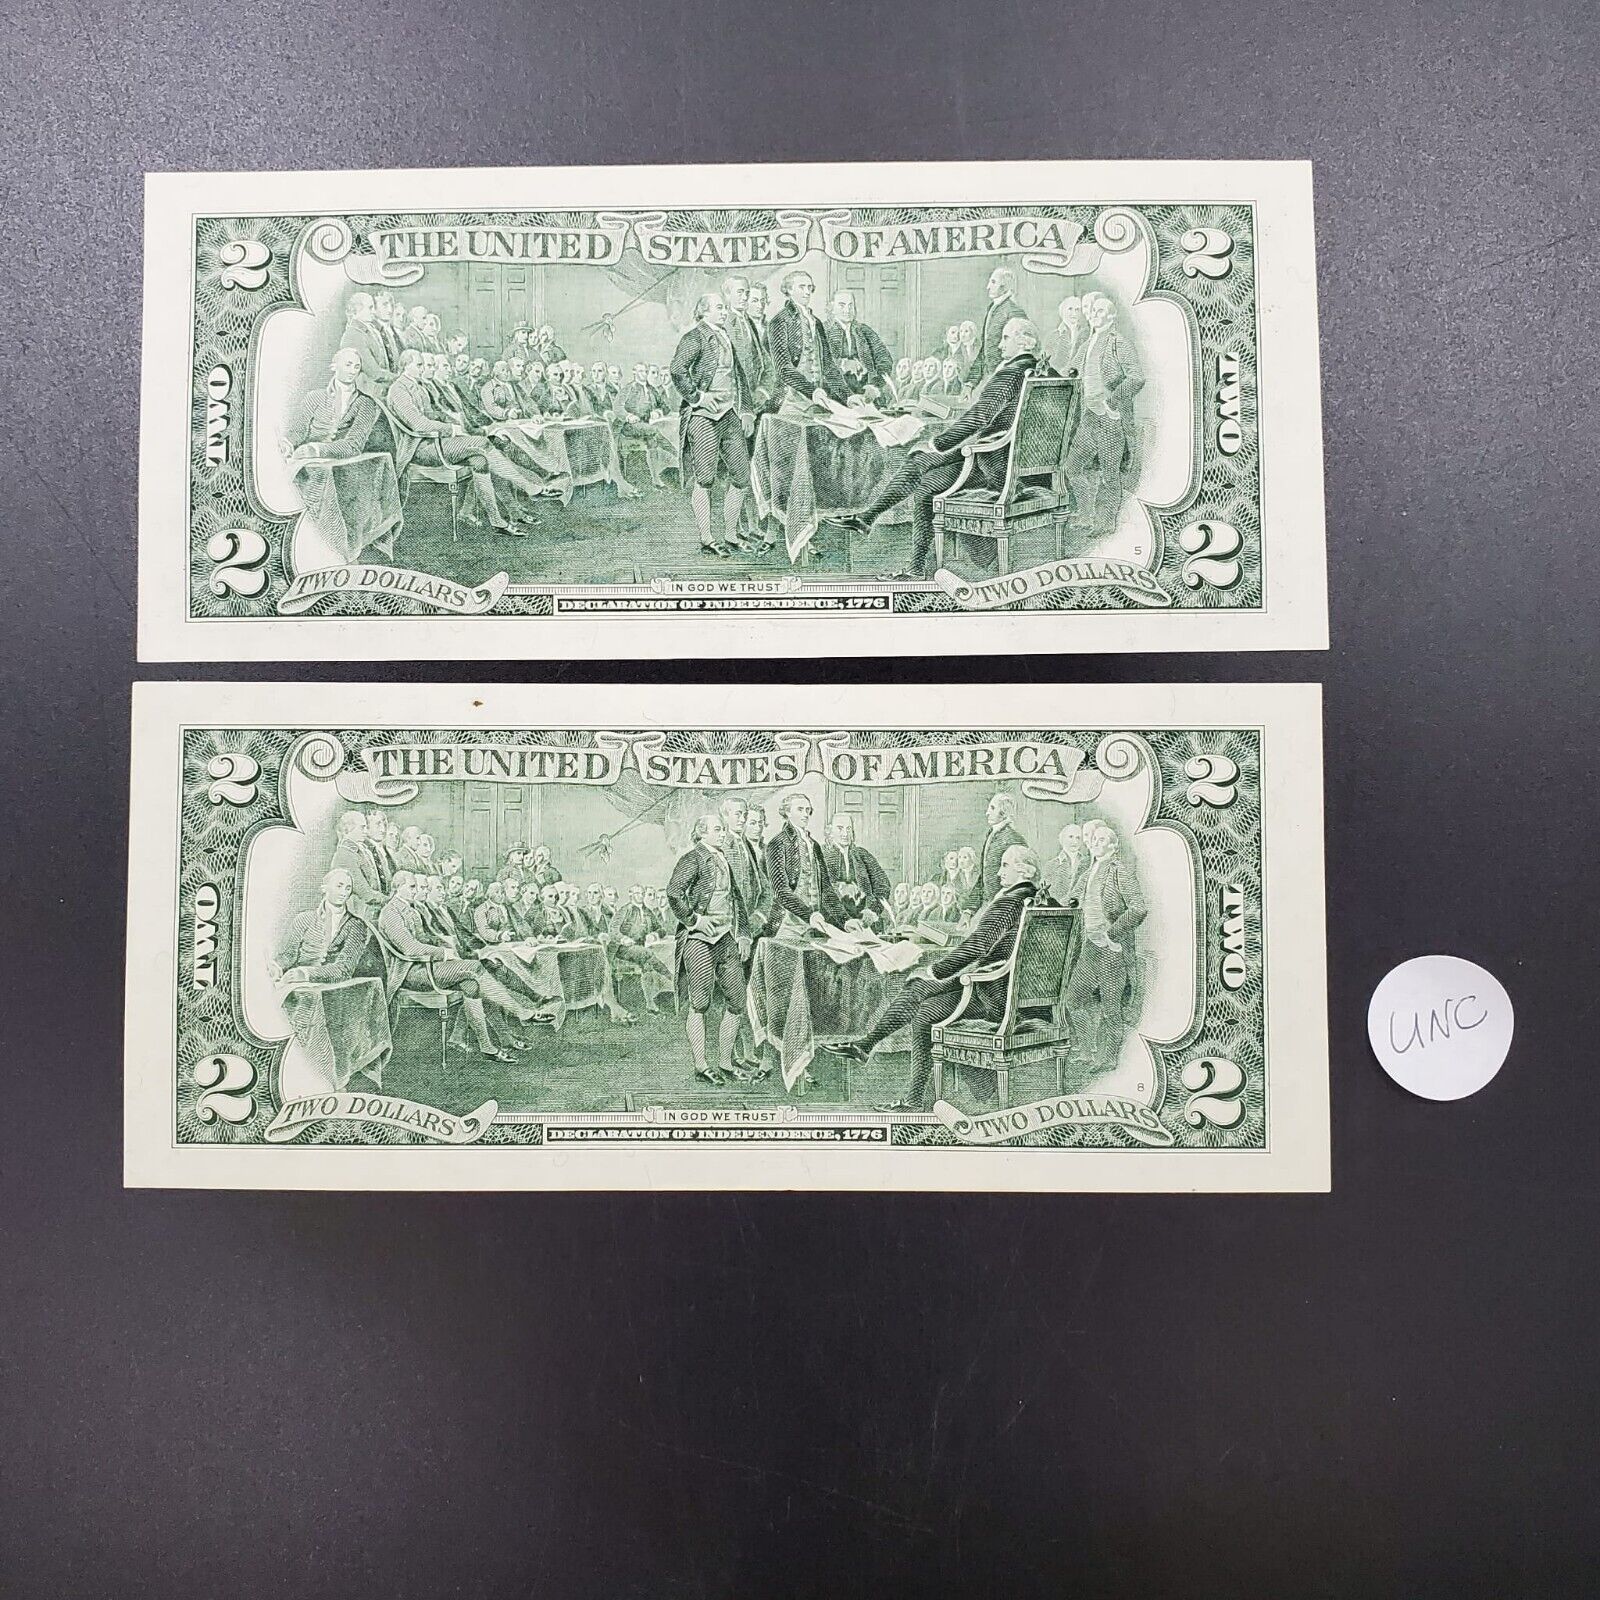 THE UNITED STATES OF AMERICA
2 2
TWO TWO
2 2
5
TWO DOLLARS IN GOD WE TRUST TWO DOLLARS
DECLARATION OF INDEPENDENCE, 1776
THE UNITED STATES OF AMERICA
2 2
TWO TWO
UNC
2 2
8
TWO DOLLARS IN GOD WE TRUST TWO DOLLARS
DECLARATION OF INDEPENDENCE, 1776